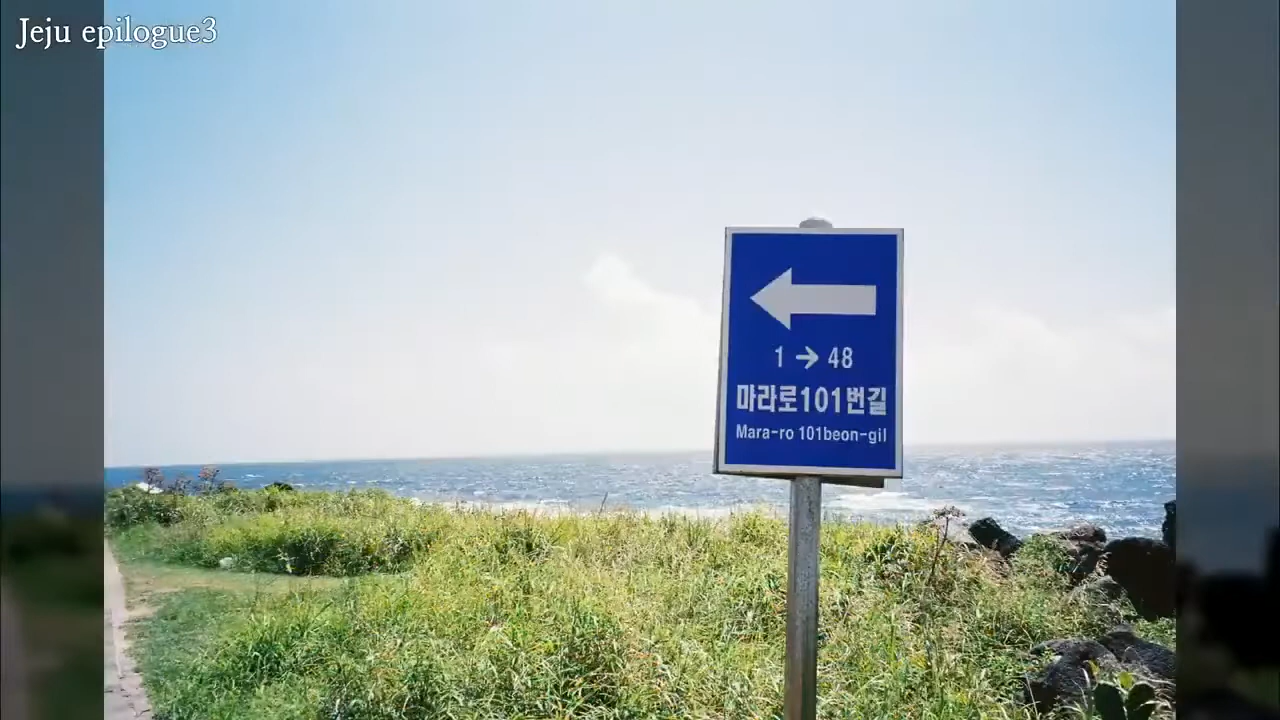 Jeju epilogue3
1 → 48
마라로101번길
Mara-ro 101beon-gil